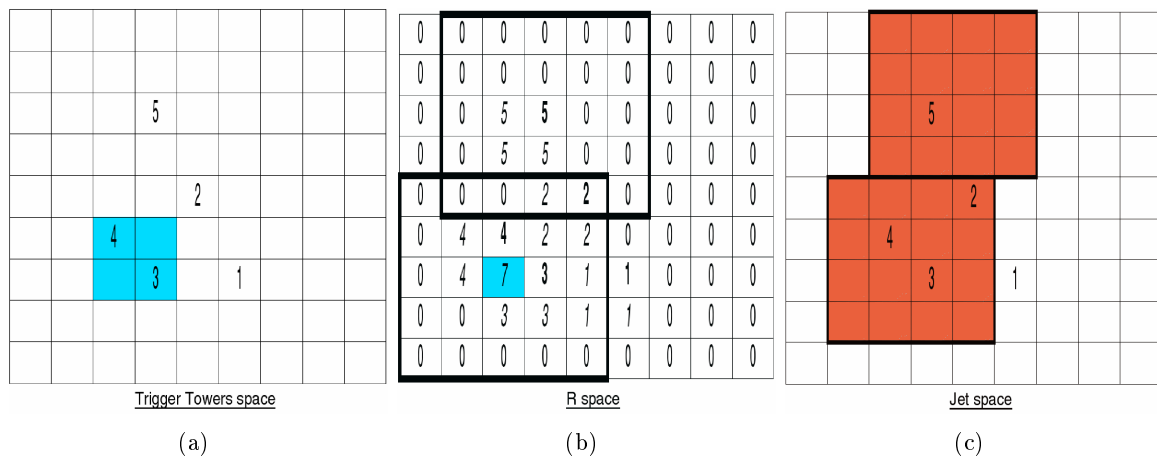 5
2
4
3 1
Trigger Towers space
(a)
0 0 0 0 0 0 0 0 0
0 0 0 0 0 0 0 0 0
0 0 5 5 0 0 0 0 0
0 0 5 5 0 0 0 0 0
0 0 0 2 2 0 0 0 0
0 4 4 2 2 0 0 0 0
0 4 7 3 1 1 0 0 0
0 0 3 3 1 1 0 0 0
0 0 0 0 0 0 0 0 0
R space
(b)
5
2
4
3 1
Jet space
(c)